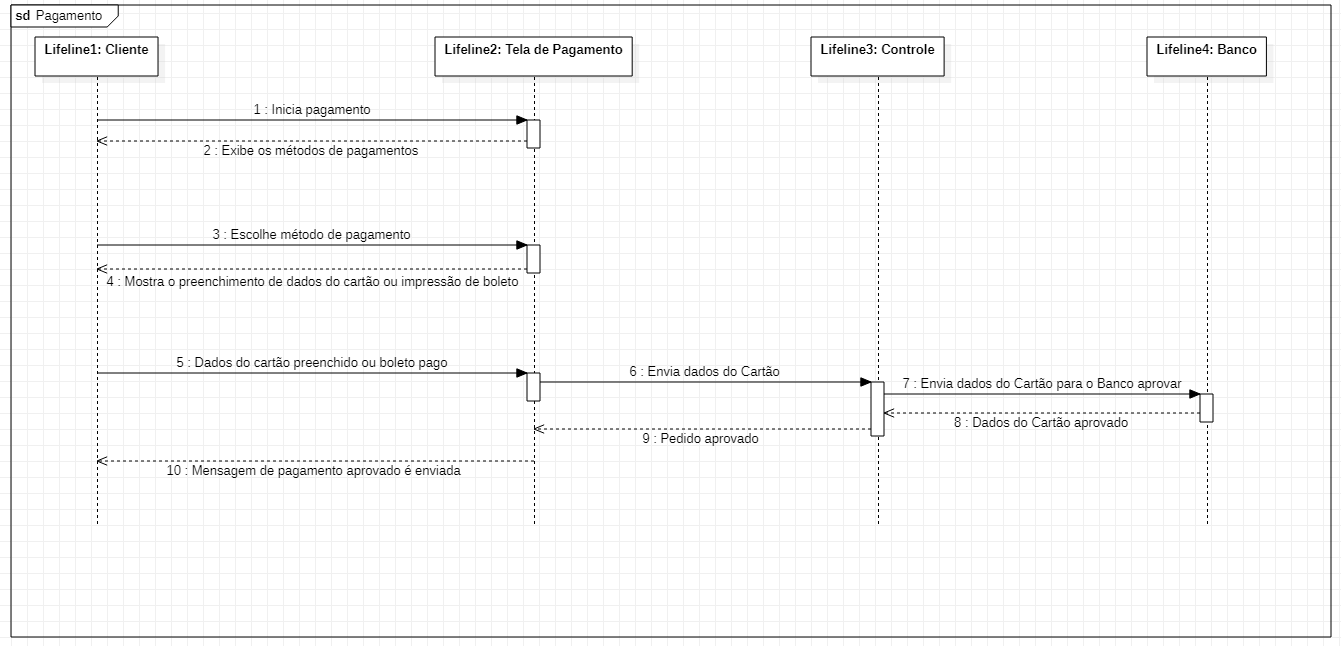 sd Pagamento
Lifeline1: Cliente
Lifeline2: Tela de Pagamento
Lifeline3: Controle
Lifeline4: Banco
1 : Inicia pagamento
2 : Exibe os métodos de pagamentos
3 : Escolhe método de pagamento
4 : Mostra o preenchimento de dados do cartão ou impressão de boleto
5 : Dados do cartão preenchido ou boleto pago
6 : Envia dados do Cartão
7 : Envia dados do Cartão para o Banco aprovar
8 : Dados do Cartão aprovado
9 : Pedido aprovado
10 : Mensagem de pagamento aprovado é enviada